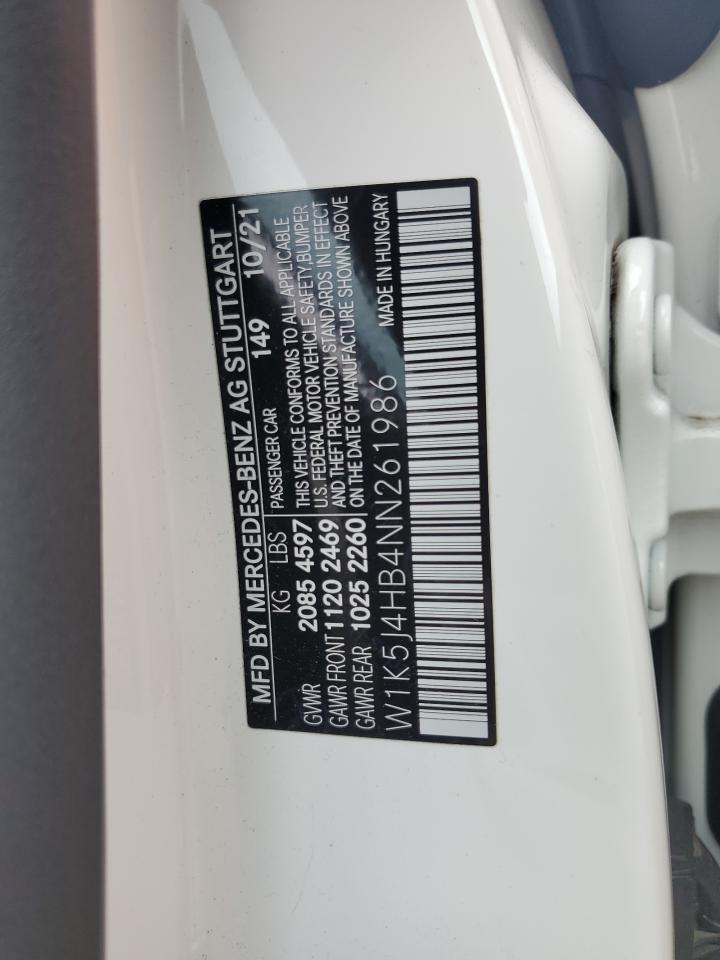 MFD BY MERCEDES-BENZ AG STUTTGART
KG LBS PASSENGER CAR 149 10/21
GVWR 2085 4597 THIS VEHICLE CONFORMS TO ALL APPLICABLE
GAWR FRONT 1120 2469 U.S. FEDERAL MOTOR VEHICLE SAFETY,BUMPER
GAWR REAR 1025 2260 AND THEFT PREVENTION STANDARDS IN EFFECT
ON THE DATE OF MANUFACTURE SHOWN ABOVE
W1K5J4HB4NN261986 MADE IN HUNGARY